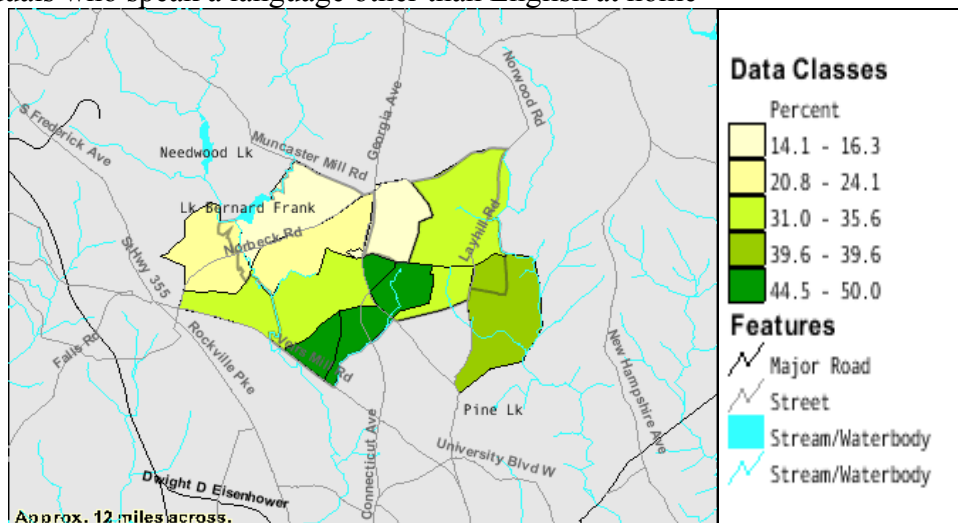 who speak a language other than English at home
Norwood Rd
S Frederick Ave
Georgia Ave
Muncaster Mill Rd
Needwood Lk
Lk Bernard Frank
Layhill Rd
Norbeck Rd
StHwy 355
Falls Rd
Rockville Pke
Veirs Mill Rd
New Hampshire Ave
Pine Lk
Connecticut Ave
University Blvd W
Dwight D Eisenhower
Approx. 12 miles across.
Data Classes
Percent
14.1 - 16.3
20.8 - 24.1
31.0 - 35.6
39.6 - 39.6
44.5 - 50.0
Features
Major Road
Street
Stream/Waterbody
Stream/Waterbody